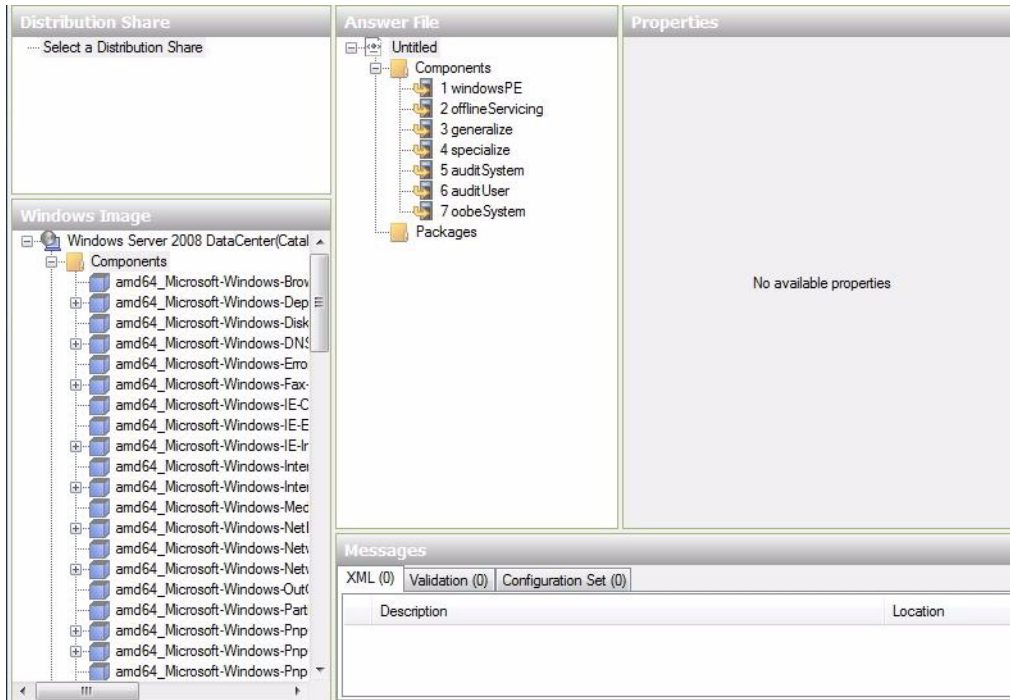 Distribution Share
Select a Distribution Share
Windows Image
Windows Server 2008 DataCenter(Catal
Components
amd64_Microsoft-Windows-Brov
amd64_Microsoft-Windows-Dep
amd64_Microsoft-Windows-Disk
amd64_Microsoft-Windows-DNS
amd64_Microsoft-Windows-Erro
amd64_Microsoft-Windows-Fax-
amd64_Microsoft-Windows-IE-C
amd64_Microsoft-Windows-IE-E
amd64_Microsoft-Windows-IE-Ir
amd64_Microsoft-Windows-Inter
amd64_Microsoft-Windows-Inter
amd64_Microsoft-Windows-Med
amd64_Microsoft-Windows-NetI
amd64_Microsoft-Windows-Netv
amd64_Microsoft-Windows-Netv
amd64_Microsoft-Windows-Out
amd64_Microsoft-Windows-Part
amd64_Microsoft-Windows-Pnp
amd64_Microsoft-Windows-Pnp
amd64_Microsoft-Windows-Pnp
Answer File
Untitled
Components
1 windowsPE
2 offlineServicing
3 generalize
4 specialize
5 auditSystem
6 auditUser
7 oobeSystem
Packages
Properties
No available properties
Messages
XML (0) Validation (0) Configuration Set (0)
Description Location